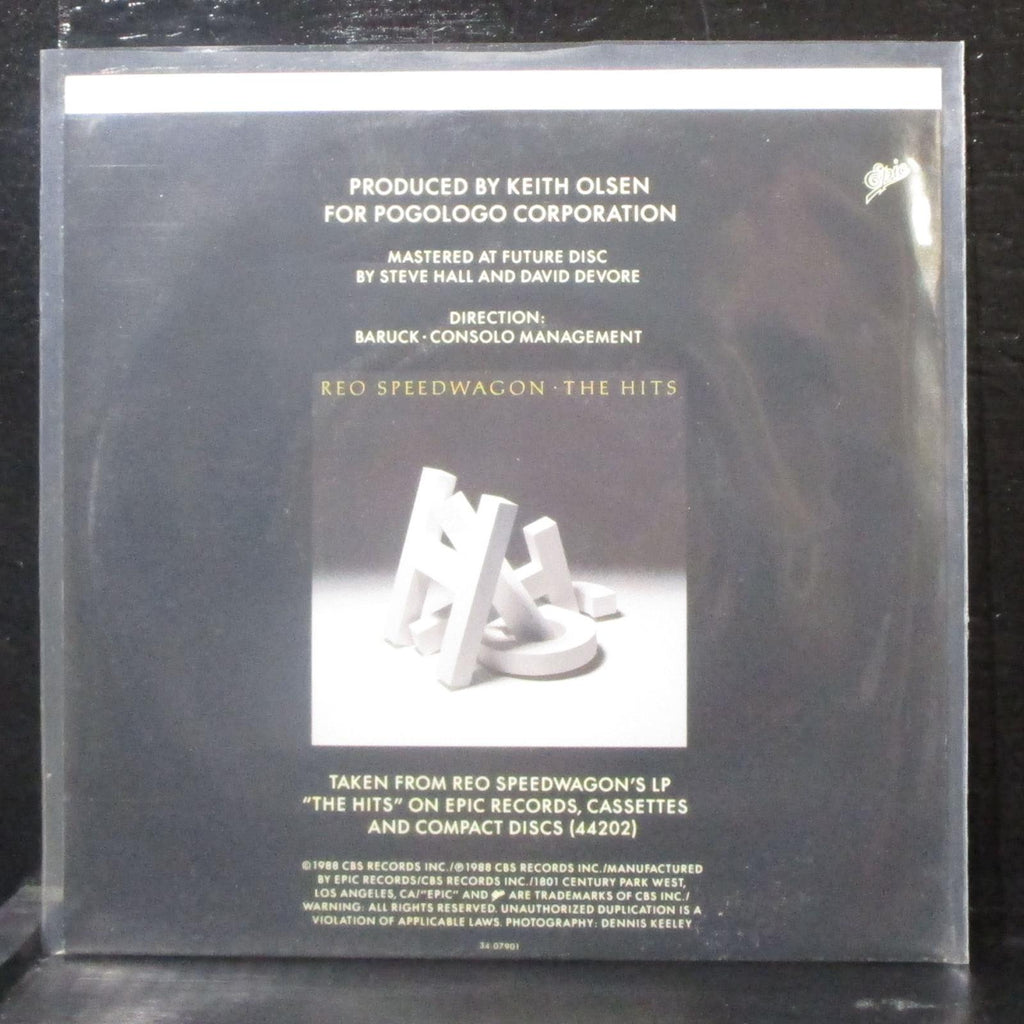 Epic
PRODUCED BY KEITH OLSEN
FOR POGOLOGO CORPORATION
MASTERED AT FUTURE DISC
BY STEVE HALL AND DAVID DEVORE
DIRECTION:
BARUCK · CONSOLO MANAGEMENT
REO SPEEDWAGON · THE HITS
TAKEN FROM REO SPEEDWAGON'S LP
"THE HITS" ON EPIC RECORDS, CASSETTES
AND COMPACT DISCS (44202)
©1988 CBS RECORDS INC./℗1988 CBS RECORDS INC./MANUFACTURED
BY EPIC RECORDS/CBS RECORDS INC./1801 CENTURY PARK WEST,
LOS ANGELES, CA/"EPIC" AND ARE TRADEMARKS OF CBS INC./
WARNING: ALL RIGHTS RESERVED. UNAUTHORIZED DUPLICATION IS A
VIOLATION OF APPLICABLE LAWS. PHOTOGRAPHY: DENNIS KEELEY
34 07901